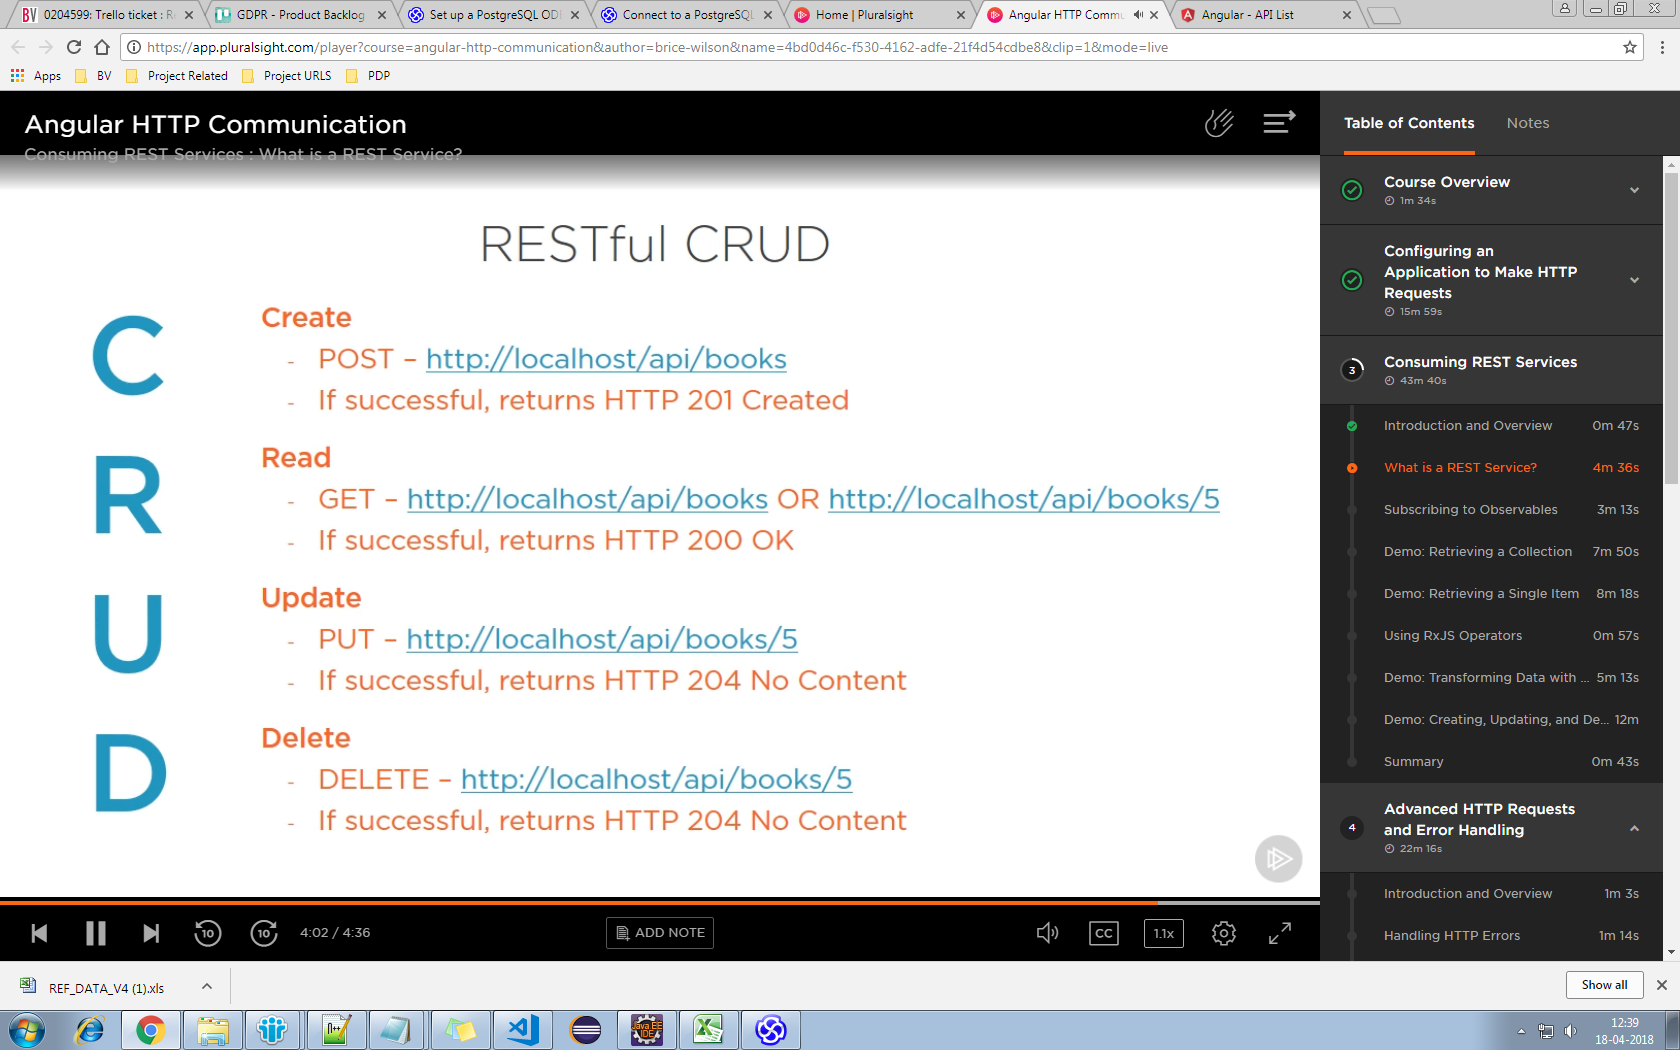 0204599: Trello ticket : R
GDPR - Product Backlog
Set up a PostgreSQL ODB
Connect to a PostgreSQL
Home | Pluralsight
Angular HTTP Commu
Angular - API List
https://app.pluralsight.com/player?course=angular-http-communication&author=brice-wilson&name=4bd0d46c-f530-4162-adfe-21f4d54cdbe8&clip=1&mode=live
Apps BV Project Related Project URLS PDP
Angular HTTP Communication
Consuming REST Services : What is a REST Service?
RESTful CRUD
C
Create
- POST – http://localhost/api/books
- If successful, returns HTTP 201 Created
R
Read
- GET – http://localhost/api/books OR http://localhost/api/books/5
- If successful, returns HTTP 200 OK
U
Update
- PUT – http://localhost/api/books/5
- If successful, returns HTTP 204 No Content
D
Delete
- DELETE – http://localhost/api/books/5
- If successful, returns HTTP 204 No Content
10
10
4:02 / 4:36
ADD NOTE
CC
1.1x
Table of Contents
Notes
Course Overview
1m 34s
Configuring an
Application to Make HTTP
Requests
15m 59s
3
Consuming REST Services
43m 40s
Introduction and Overview 0m 47s
What is a REST Service? 4m 36s
Subscribing to Observables 3m 13s
Demo: Retrieving a Collection 7m 50s
Demo: Retrieving a Single Item 8m 18s
Using RxJS Operators 0m 57s
Demo: Transforming Data with ... 5m 13s
Demo: Creating, Updating, and De... 12m
Summary 0m 43s
4
Advanced HTTP Requests
and Error Handling
22m 16s
Introduction and Overview 1m 3s
Handling HTTP Errors 1m 14s
REF_DATA_V4 (1).xls
Show all
Java EE
IDE
12:39
18-04-2018